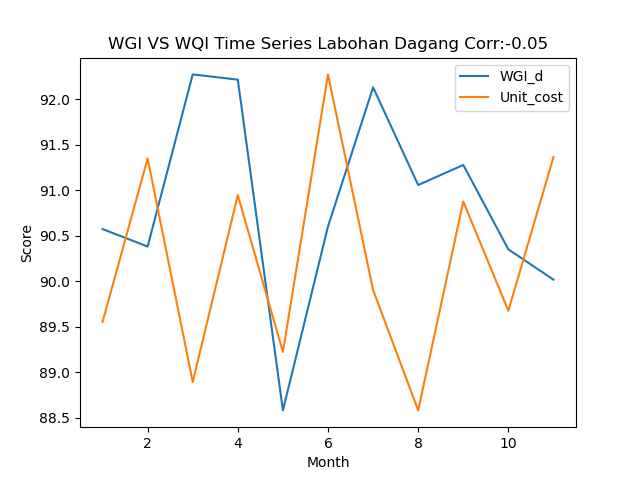 WGI VS WQI Time Series Labohan Dagang Corr:-0.05
WGI_d
Unit_cost
92.0
91.5
91.0
90.5
90.0
89.5
89.0
88.5
Score
2 4 6 8 10
Month